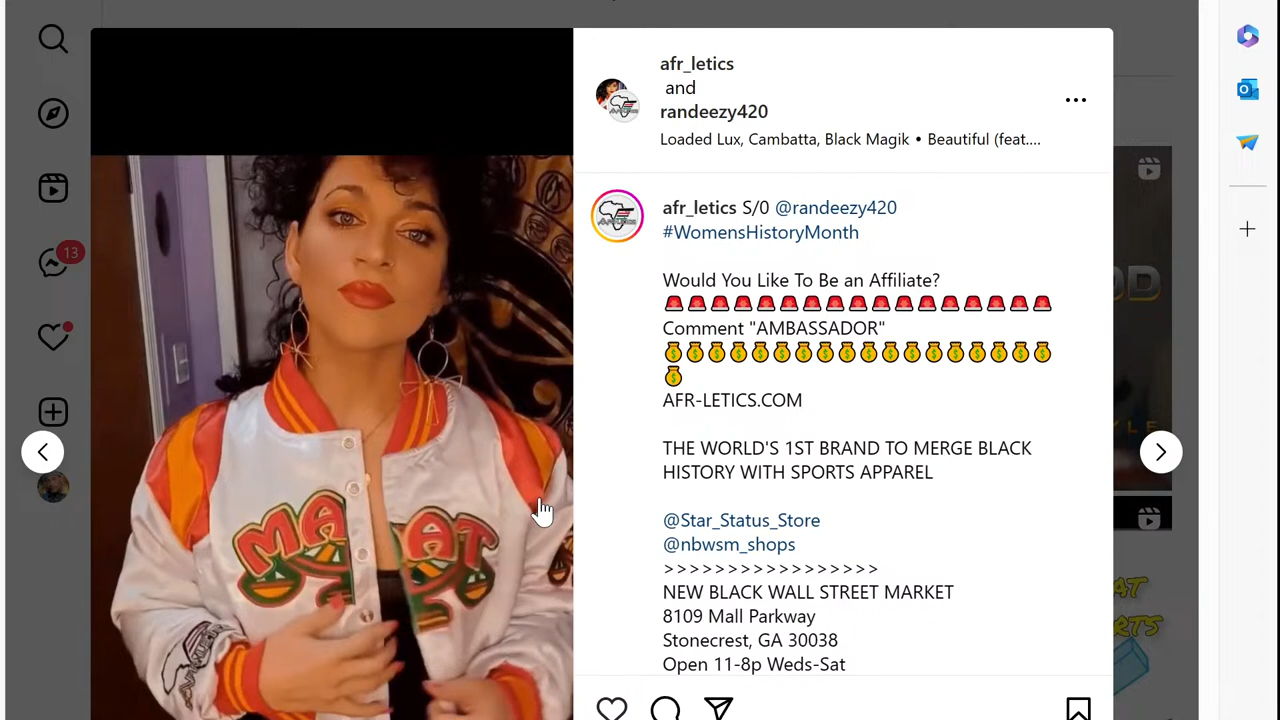 afr_letics
and
randeezy420
Loaded Lux, Cambatta, Black Magik • Beautiful (feat....
afr_letics S/0 @randeezy420
#WomensHistoryMonth
Would You Like To Be an Affiliate?
🚨🚨🚨🚨🚨🚨🚨🚨🚨🚨🚨🚨🚨🚨🚨🚨🚨
Comment "AMBASSADOR"
💰💰💰💰💰💰💰💰💰💰💰💰💰💰💰💰💰💰
💰
AFR-LETICS.COM
THE WORLD'S 1ST BRAND TO MERGE BLACK
HISTORY WITH SPORTS APPAREL
@Star_Status_Store
@nbwsm_shops
>>>>>>>>>>>>>>>>>
NEW BLACK WALL STREET MARKET
8109 Mall Parkway
Stonecrest, GA 30038
Open 11-8p Weds-Sat
13